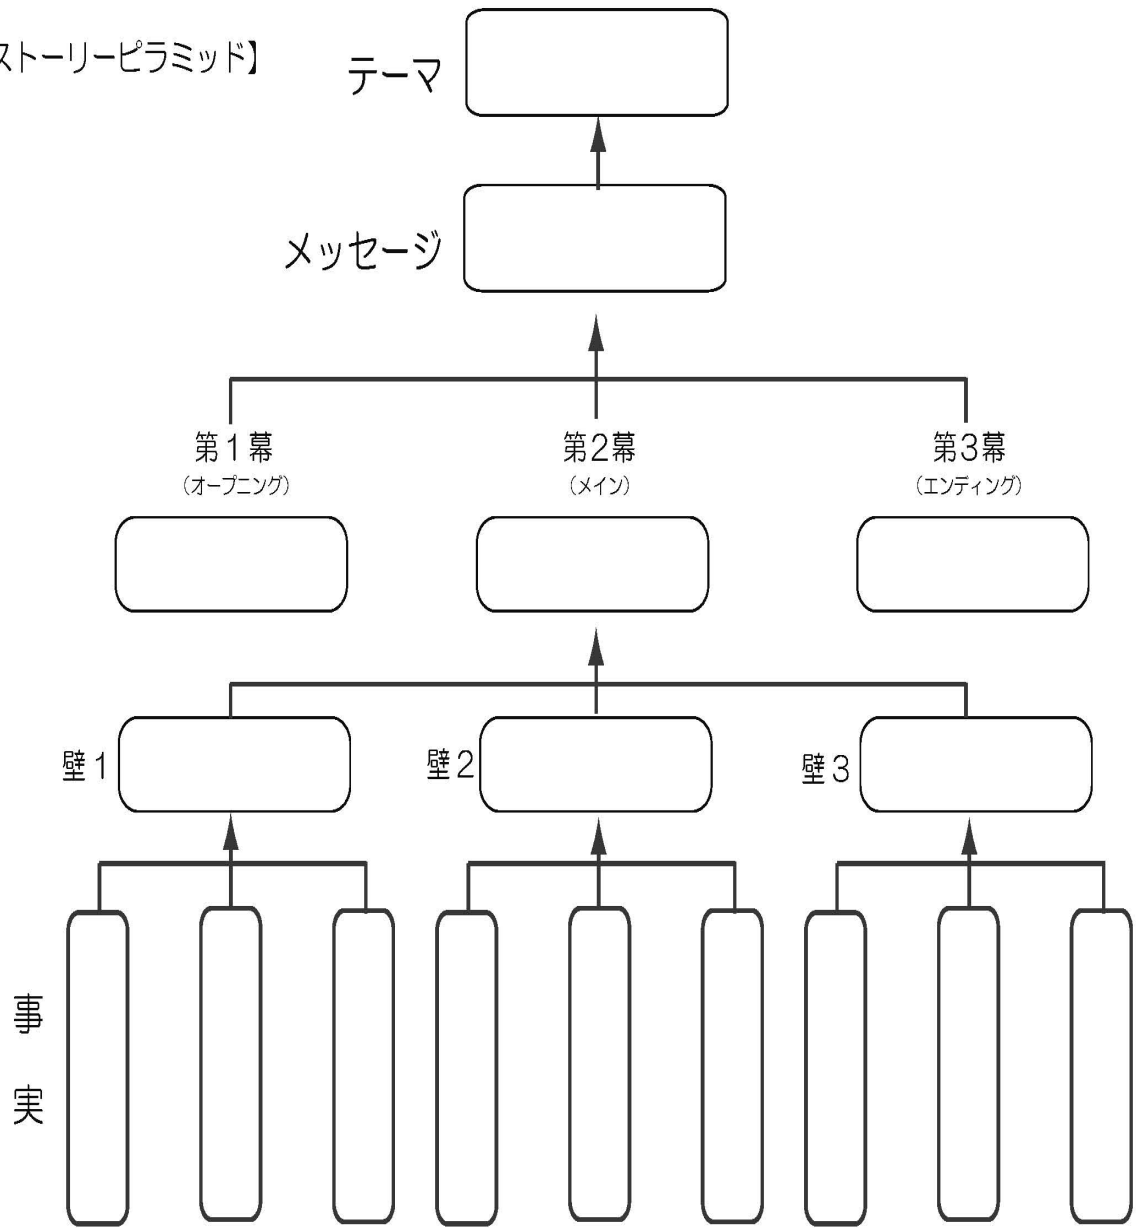 ストーリーピラミッド】
テーマ
メッセージ
第1幕
(オープニング)
第2幕
(メイン)
第3幕
(エンディング)
壁1
壁2
壁3
事
実